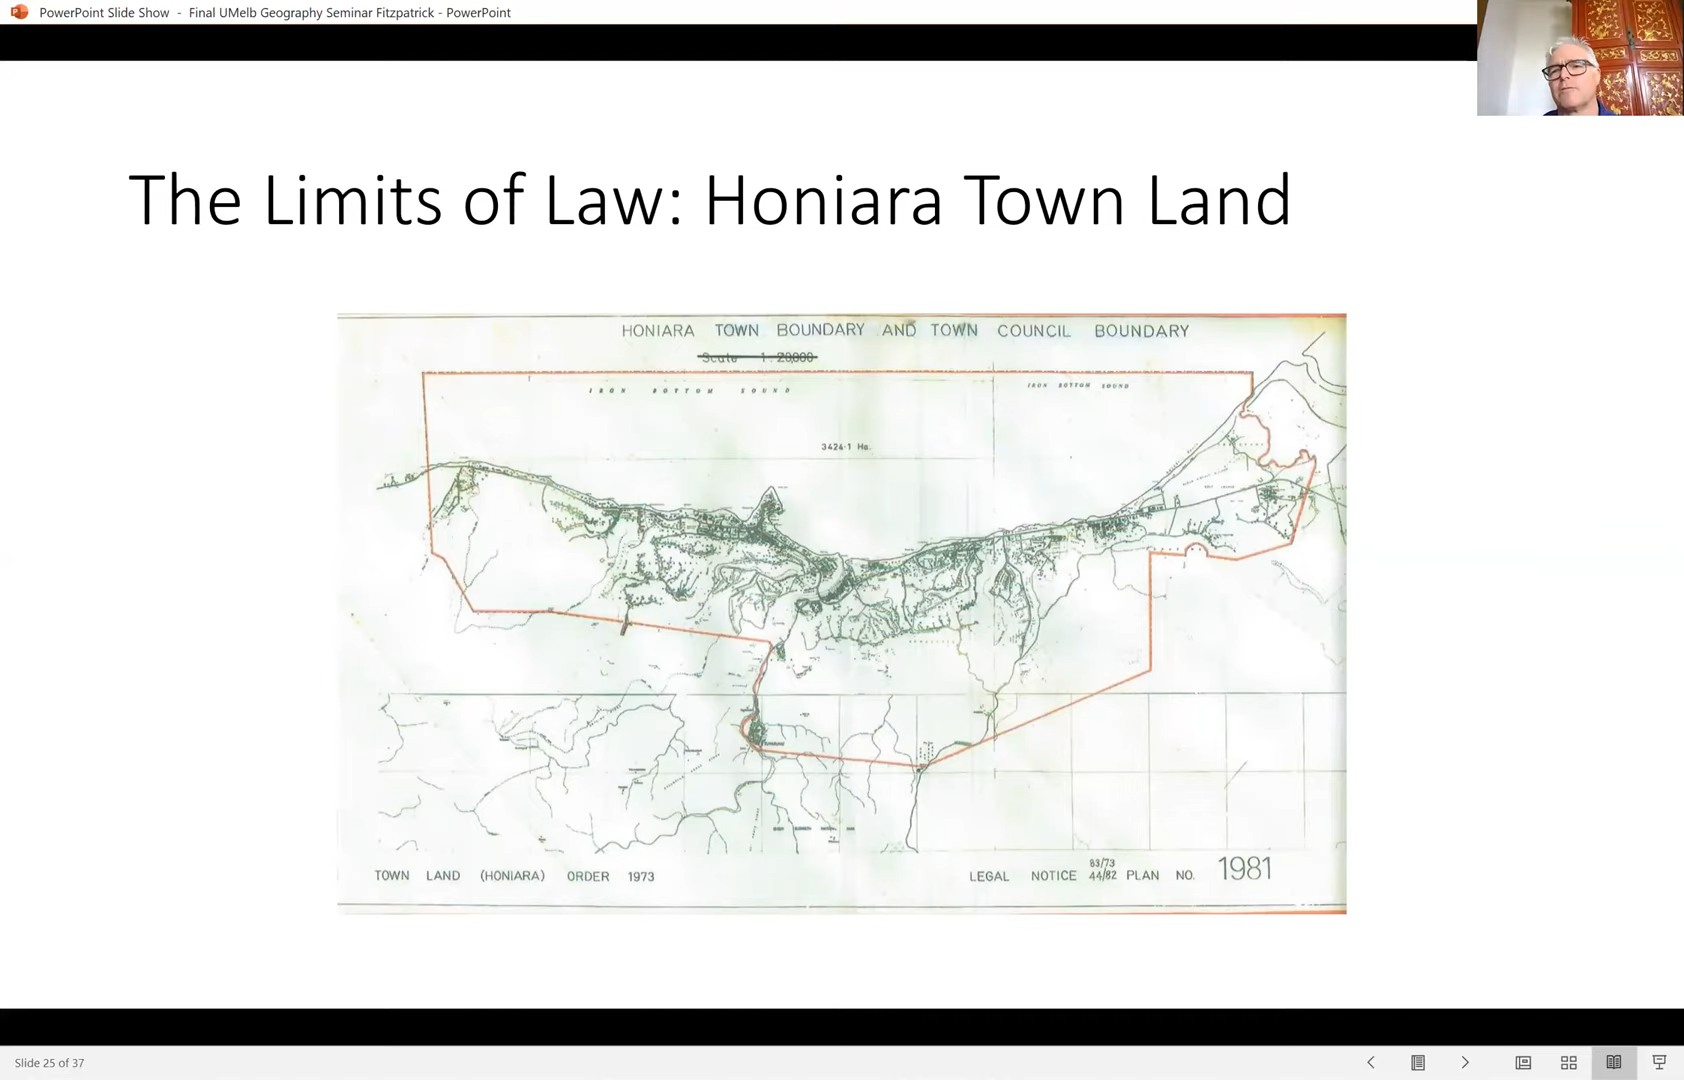 PowerPoint Slide Show - Final UMelb Geography Seminar Fitzpatrick - PowerPoint
The Limits of Law: Honiara Town Land
HONIARA TOWN BOUNDARY AND TOWN COUNCIL BOUNDARY
Scale 1:20,000
IRON BOTTOM SOUND
IRON BOTTOM SOUND
3424·1 Ha.
TOWN LAND (HONIARA) ORDER 1973
LEGAL NOTICE 83/73 44/82 PLAN NO. 1981
Slide 25 of 37